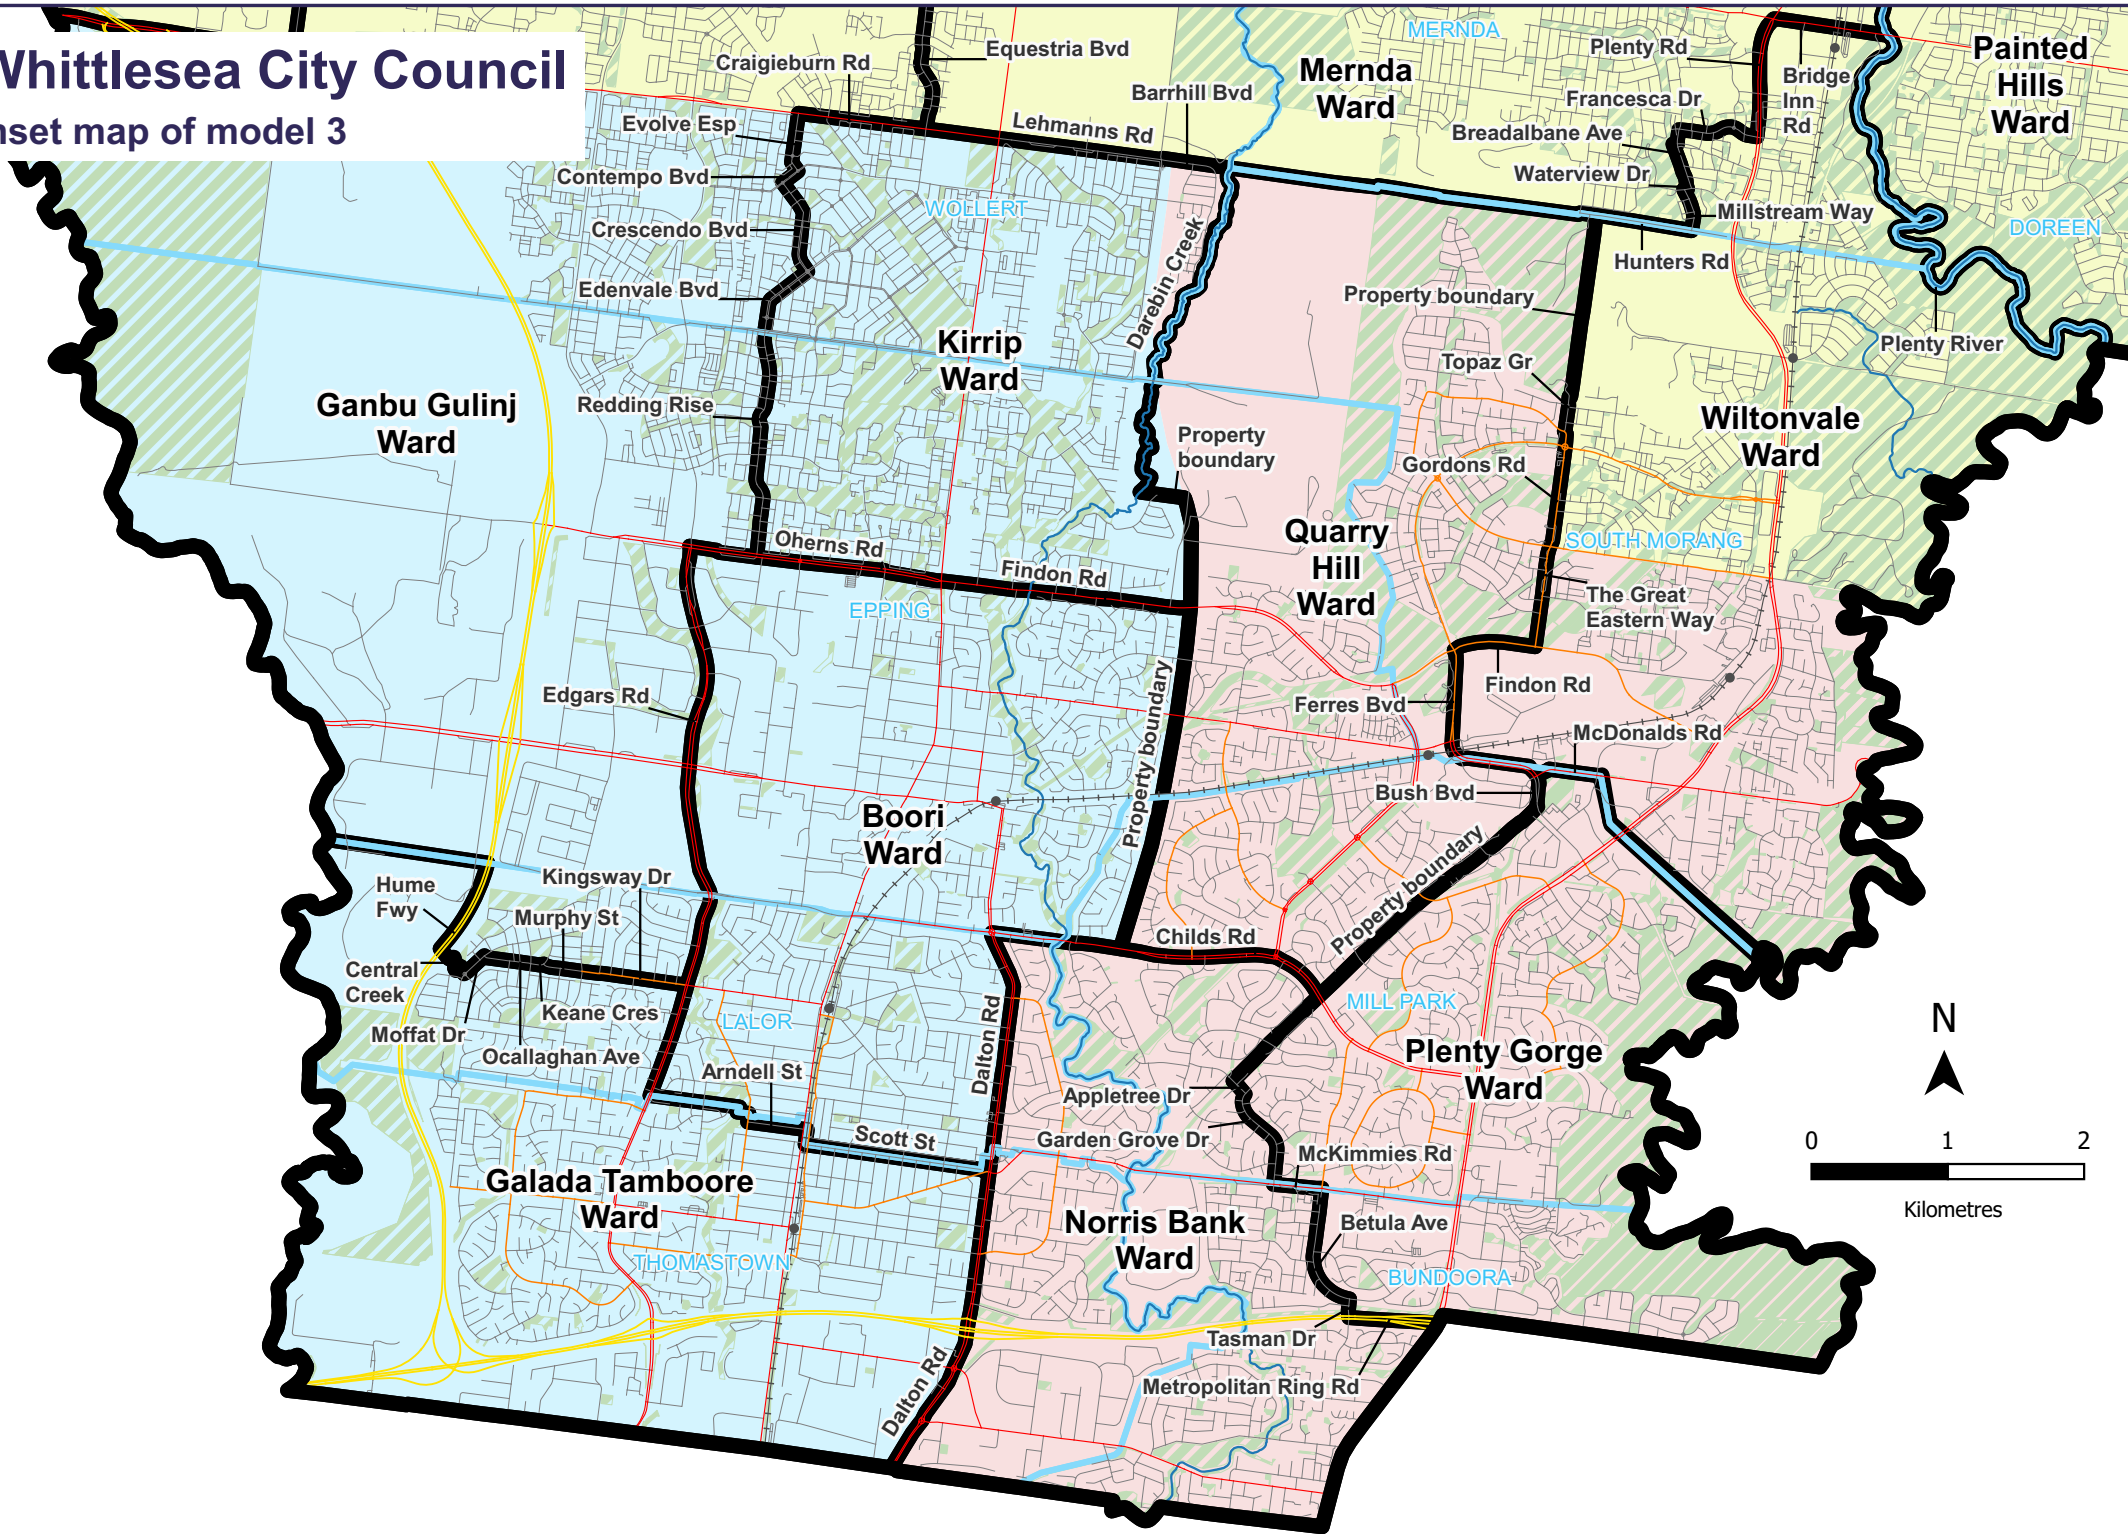 Whittlesea City Council
nset map of model 3
Craigieburn Rd
Equestria Bvd
MERNDA
Mernda
Ward
Plenty Rd
Bridge
Inn
Rd
Painted
Hills
Ward
Barrhill Bvd
Francesca Dr
Evolve Esp
Lehmanns Rd
Breadalbane Ave
Contempo Bvd
Waterview Dr
WOLLERT
Millstream Way
Crescendo Bvd
DOREEN
Darebin Creek
Hunters Rd
Edenvale Bvd
Property boundary
Kirrip
Ward
Plenty River
Topaz Gr
Ganbu Gulinj
Ward
Redding Rise
Wiltonvale
Ward
Property
boundary
Gordons Rd
Quarry
Hill
Ward
Oherns Rd
SOUTH MORANG
Findon Rd
EPPING
The Great
Eastern Way
Property boundary
Edgars Rd
Findon Rd
Ferres Bvd
McDonalds Rd
Boori
Ward
Bush Bvd
Property boundary
Hume
Fwy
Kingsway Dr
Murphy St
Childs Rd
Central
Creek
Keane Cres
MILL PARK
LALOR
Moffat Dr
Dalton Rd
N
Ocallaghan Ave
Arndell St
Plenty Gorge
Ward
Appletree Dr
Scott St
Garden Grove Dr
McKimmies Rd
0 1 2
Kilometres
Galada Tamboore
Ward
Norris Bank
Ward
Betula Ave
THOMASTOWN
BUNDOORA
Tasman Dr
Dalton Rd
Metropolitan Ring Rd